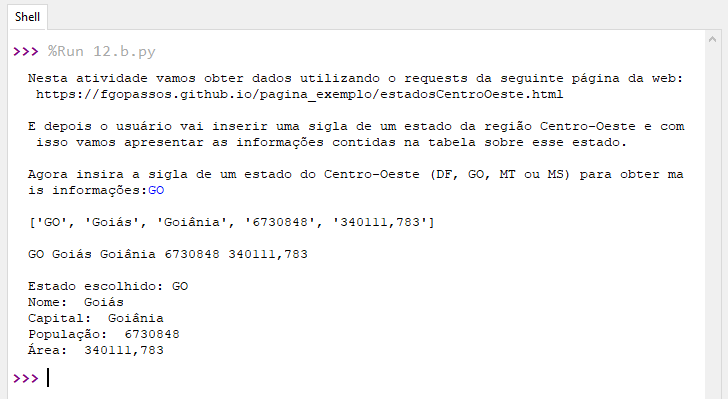 Shell
>>> %Run 12.b.py
Nesta atividade vamos obter dados utilizando o requests da seguinte página da web:
https://fgopassos.github.io/pagina_exemplo/estadosCentroOeste.html
E depois o usuário vai inserir uma sigla de um estado da região Centro-Oeste e com
isso vamos apresentar as informações contidas na tabela sobre esse estado.
Agora insira a sigla de um estado do Centro-Oeste (DF, GO, MT ou MS) para obter ma
is informações:GO
['GO', 'Goiás', 'Goiânia', '6730848', '340111,783']
GO Goiás Goiânia 6730848 340111,783
Estado escolhido: GO
Nome:  Goiás
Capital:  Goiânia
População:  6730848
Área:  340111,783
>>>